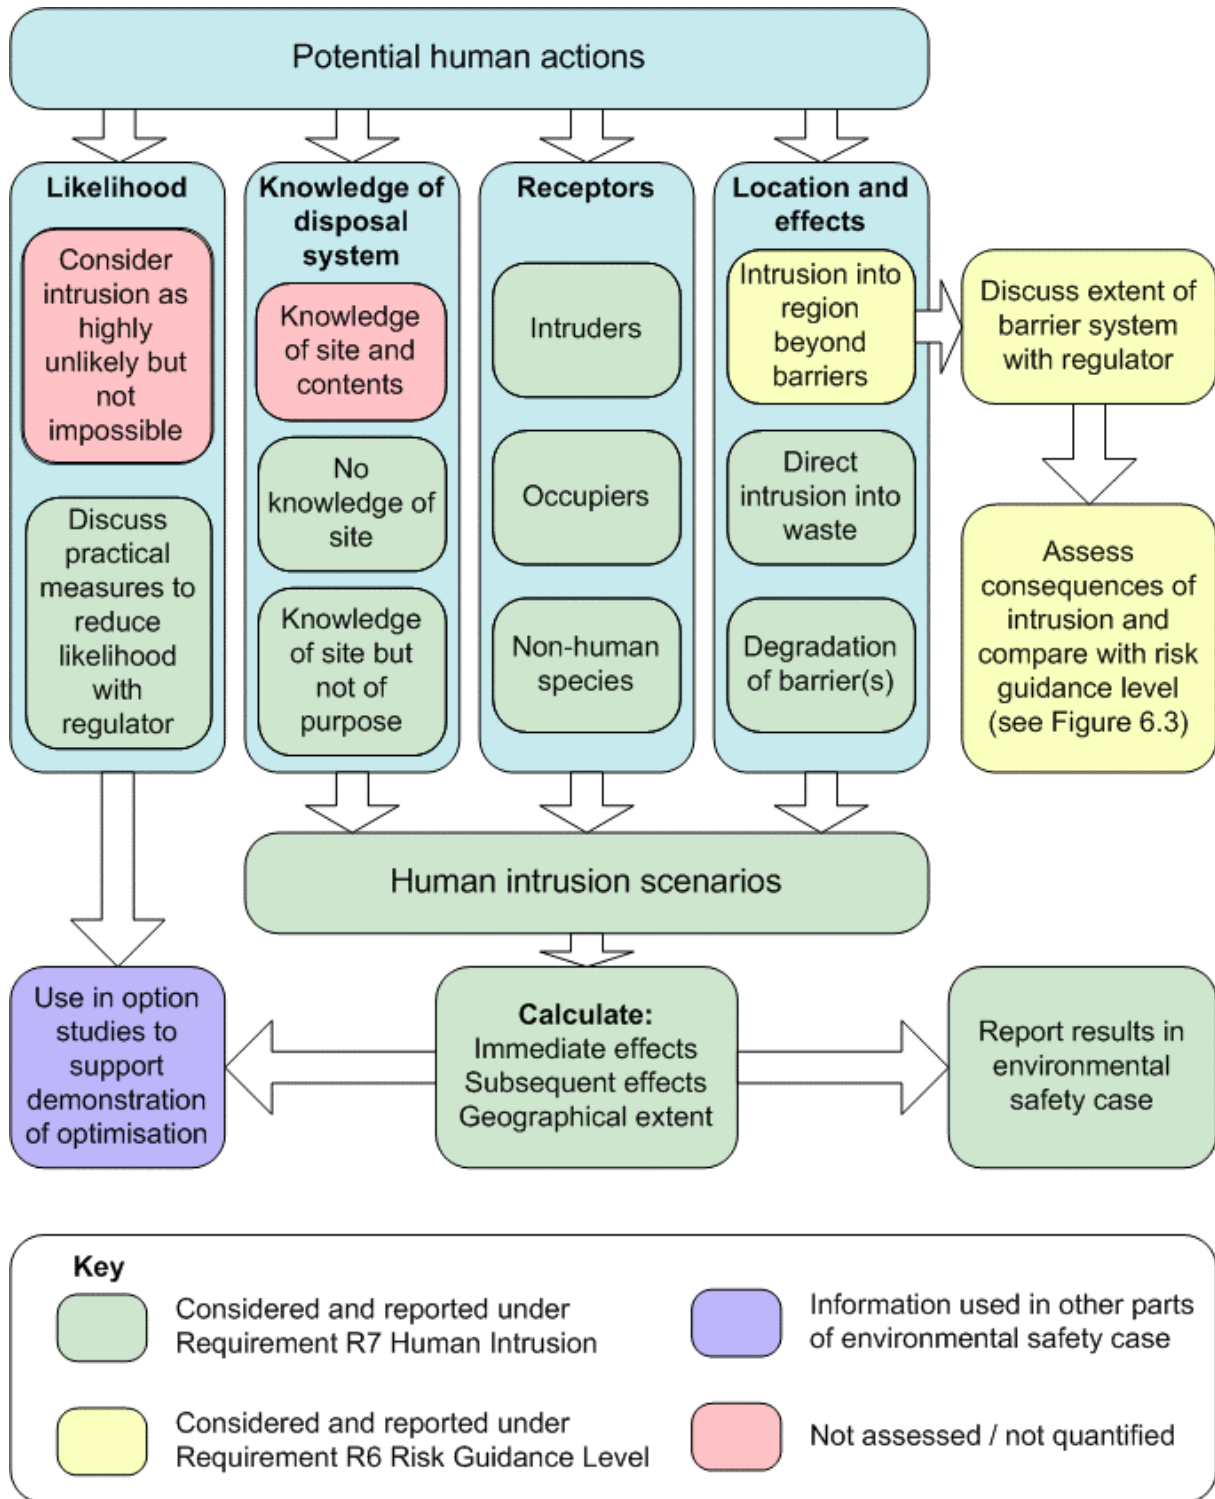 Potential human actions
Likelihood
Consider
intrusion as
highly
unlikely but
not
impossible
Discuss
practical
measures to
reduce
likelihood
with
regulator
Knowledge of
disposal
system
Knowledge
of site and
contents
No
knowledge of
site
Knowledge
of site but
not of
purpose
Receptors
Intruders
Occupiers
Non-human
species
Location and
effects
Intrusion into
region
beyond
barriers
Direct
intrusion into
waste
Degradation
of barrier(s)
Discuss extent of
barrier system
with regulator
Assess
consequences of
intrusion and
compare with risk
guidance level
(see Figure 6.3)
Human intrusion scenarios
Use in option
studies to
support
demonstration
of optimisation
Calculate:
Immediate effects
Subsequent effects
Geographical extent
Report results in
environmental
safety case
Key
Considered and reported under
Requirement R7 Human Intrusion
Information used in other parts
of environmental safety case
Considered and reported under
Requirement R6 Risk Guidance Level
Not assessed / not quantified